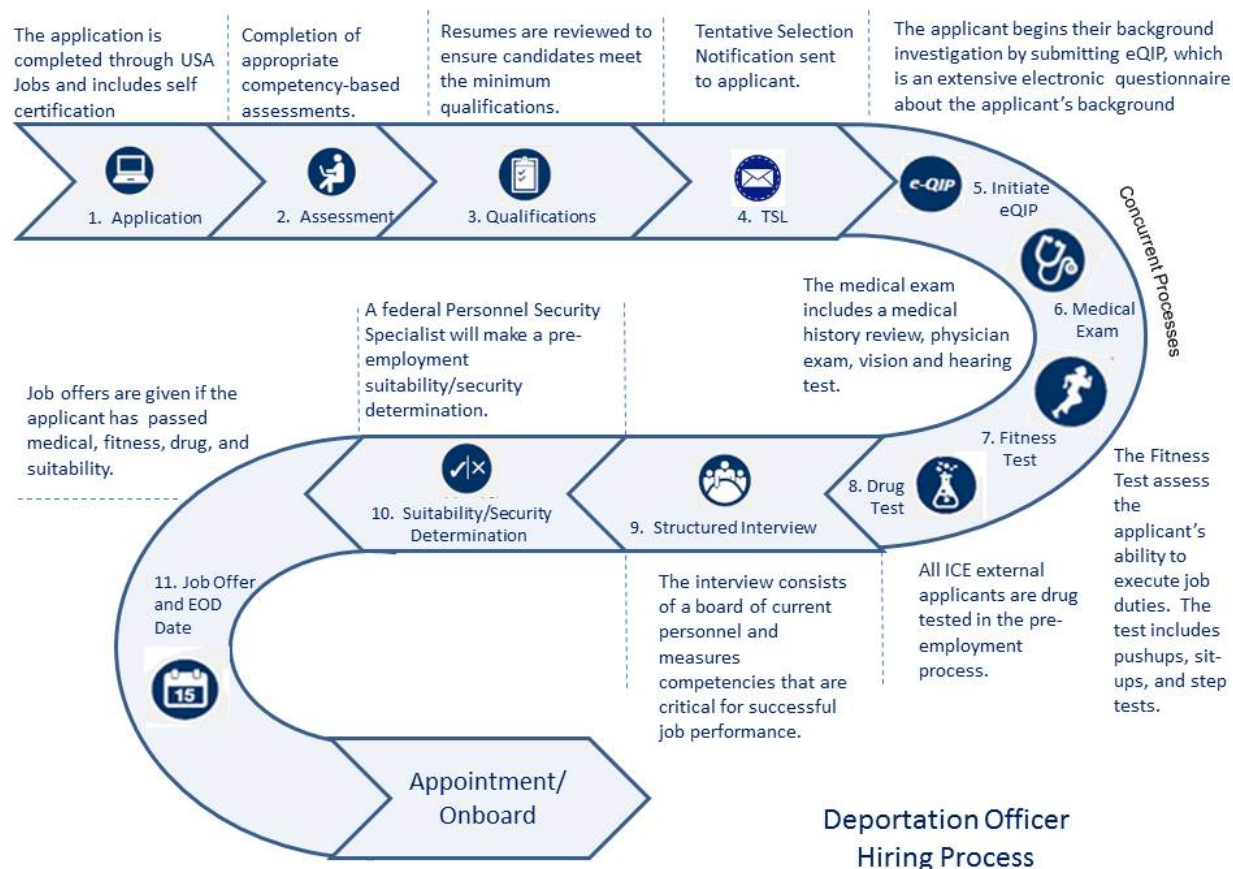 The application is
completed through USA
Jobs and includes self
certification
Completion of
appropriate
competency-based
assessments.
Resumes are reviewed to
ensure candidates meet
the minimum
qualifications.
Tentative Selection
Notification sent
to applicant.
The applicant begins their background
investigation by submitting eQIP, which
is an extensive electronic questionnaire
about the applicant's background
1. Application
2. Assessment
3. Qualifications
4. TSL
e-QIP
5. Initiate
eQIP
Concurrent Processes
6. Medical
Exam
The medical exam
includes a medical
history review, physician
exam, vision and hearing
test.
7. Fitness
Test
The Fitness
Test assess
the
applicant's
ability to
execute job
duties. The
test includes
pushups, sit-
ups, and step
tests.
8. Drug
Test
All ICE external
applicants are drug
tested in the pre-
employment
process.
9. Structured Interview
The interview consists
of a board of current
personnel and
measures
competencies that are
critical for successful
job performance.
A federal Personnel Security
Specialist will make a pre-
employment
suitability/security
determination.
10. Suitability/Security
Determination
Job offers are given if the
applicant has passed
medical, fitness, drug, and
suitability.
11. Job Offer
and EOD
Date
15
Appointment/
Onboard
Deportation Officer
Hiring Process